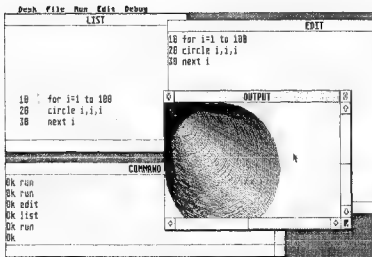 Desk File Run Edit Debug
LIST
10 for i=1 to 100
20 circle i,i,i
30 next i
EDIT
10 for i=1 to 100
20 circle i,i,i
30 next i
OUTPUT
COMMAND
Ok run
Ok run
Ok edit
Ok list
Ok run
Ok